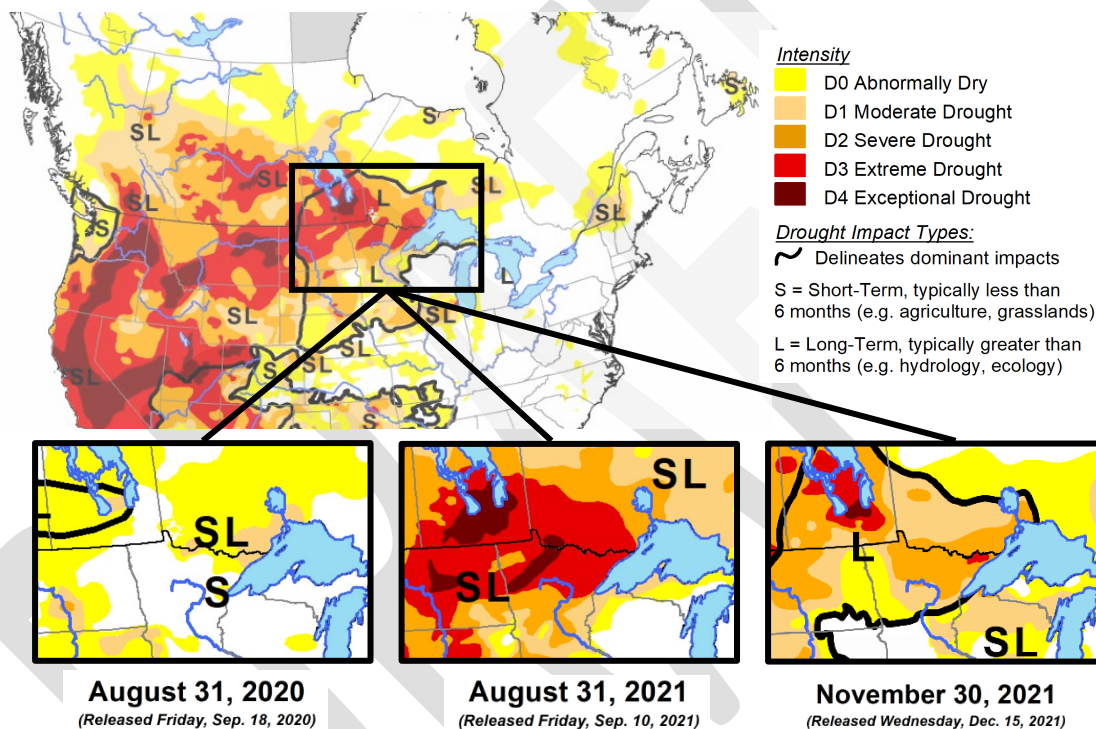 Intensity
D0 Abnormally Dry
D1 Moderate Drought
D2 Severe Drought
D3 Extreme Drought
D4 Exceptional Drought
Drought Impact Types:
Delineates dominant impacts
S = Short-Term, typically less than
6 months (e.g. agriculture, grasslands)
L = Long-Term, typically greater than
6 months (e.g. hydrology, ecology)
S
S
SL
SL
SL
L
SL
SL
S
L
L
SL
SL
SL
SL
S
SL
S
SL
S
SL
SL
L
SL
August 31, 2020
(Released Friday, Sep. 18, 2020)
August 31, 2021
(Released Friday, Sep. 10, 2021)
November 30, 2021
(Released Wednesday, Dec. 15, 2021)